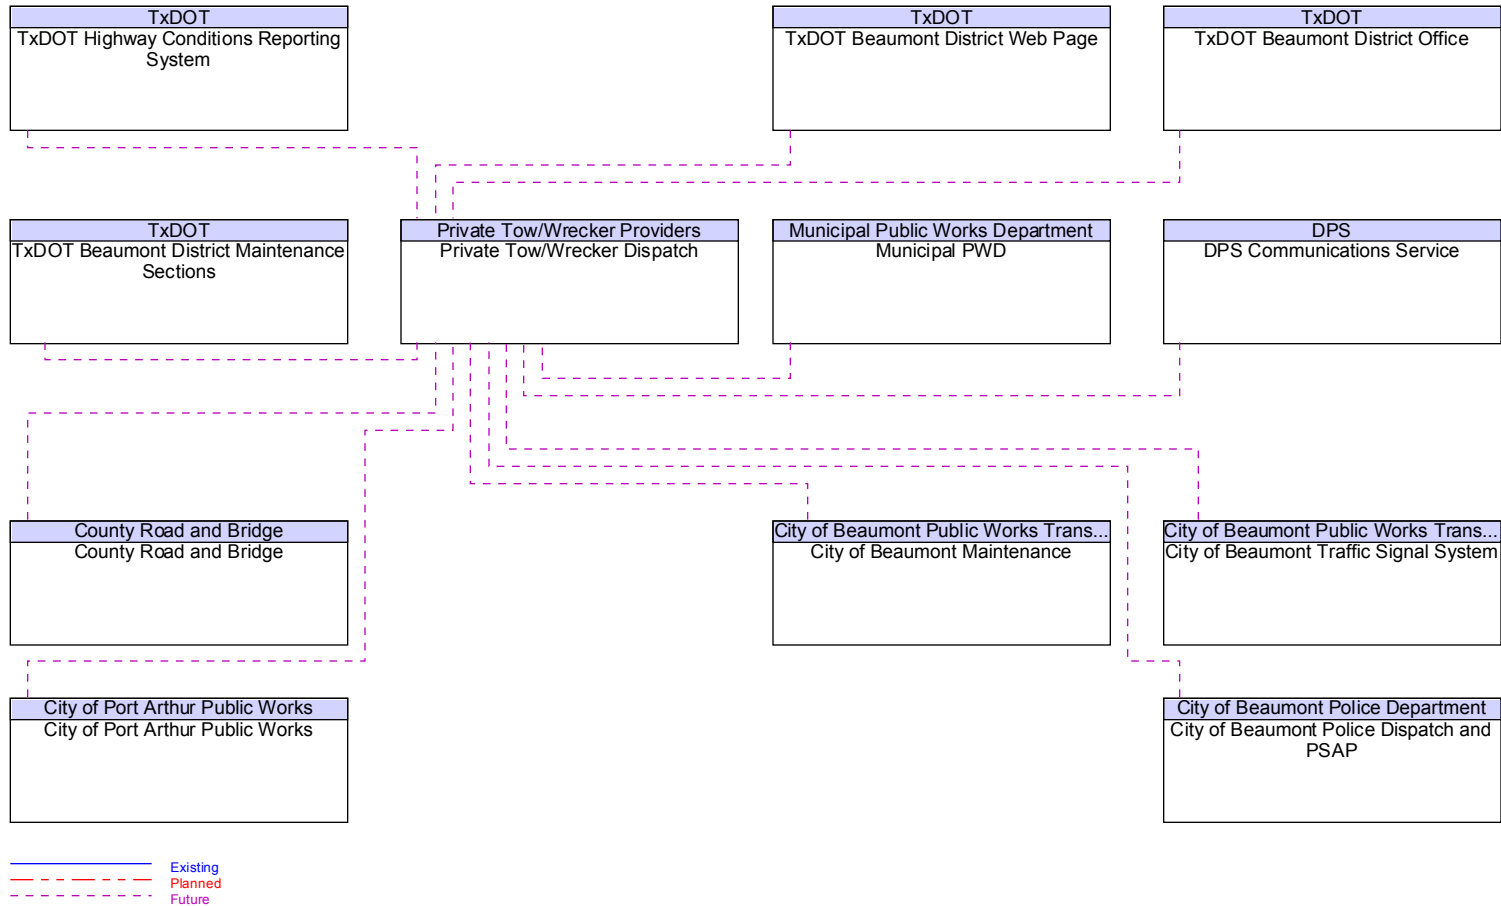 TxDOT
TxDOT Highway Conditions Reporting
System
TxDOT
TxDOT Beaumont District Web Page
TxDOT
TxDOT Beaumont District Office
TxDOT
TxDOT Beaumont District Maintenance
Sections
Private Tow/Wrecker Providers
Private Tow/Wrecker Dispatch
Municipal Public Works Department
Municipal PWD
DPS
DPS Communications Service
County Road and Bridge
County Road and Bridge
City of Beaumont Public Works Trans...
City of Beaumont Maintenance
City of Beaumont Public Works Trans...
City of Beaumont Traffic Signal System
City of Port Arthur Public Works
City of Port Arthur Public Works
City of Beaumont Police Department
City of Beaumont Police Dispatch and
PSAP
Existing
Planned
Future